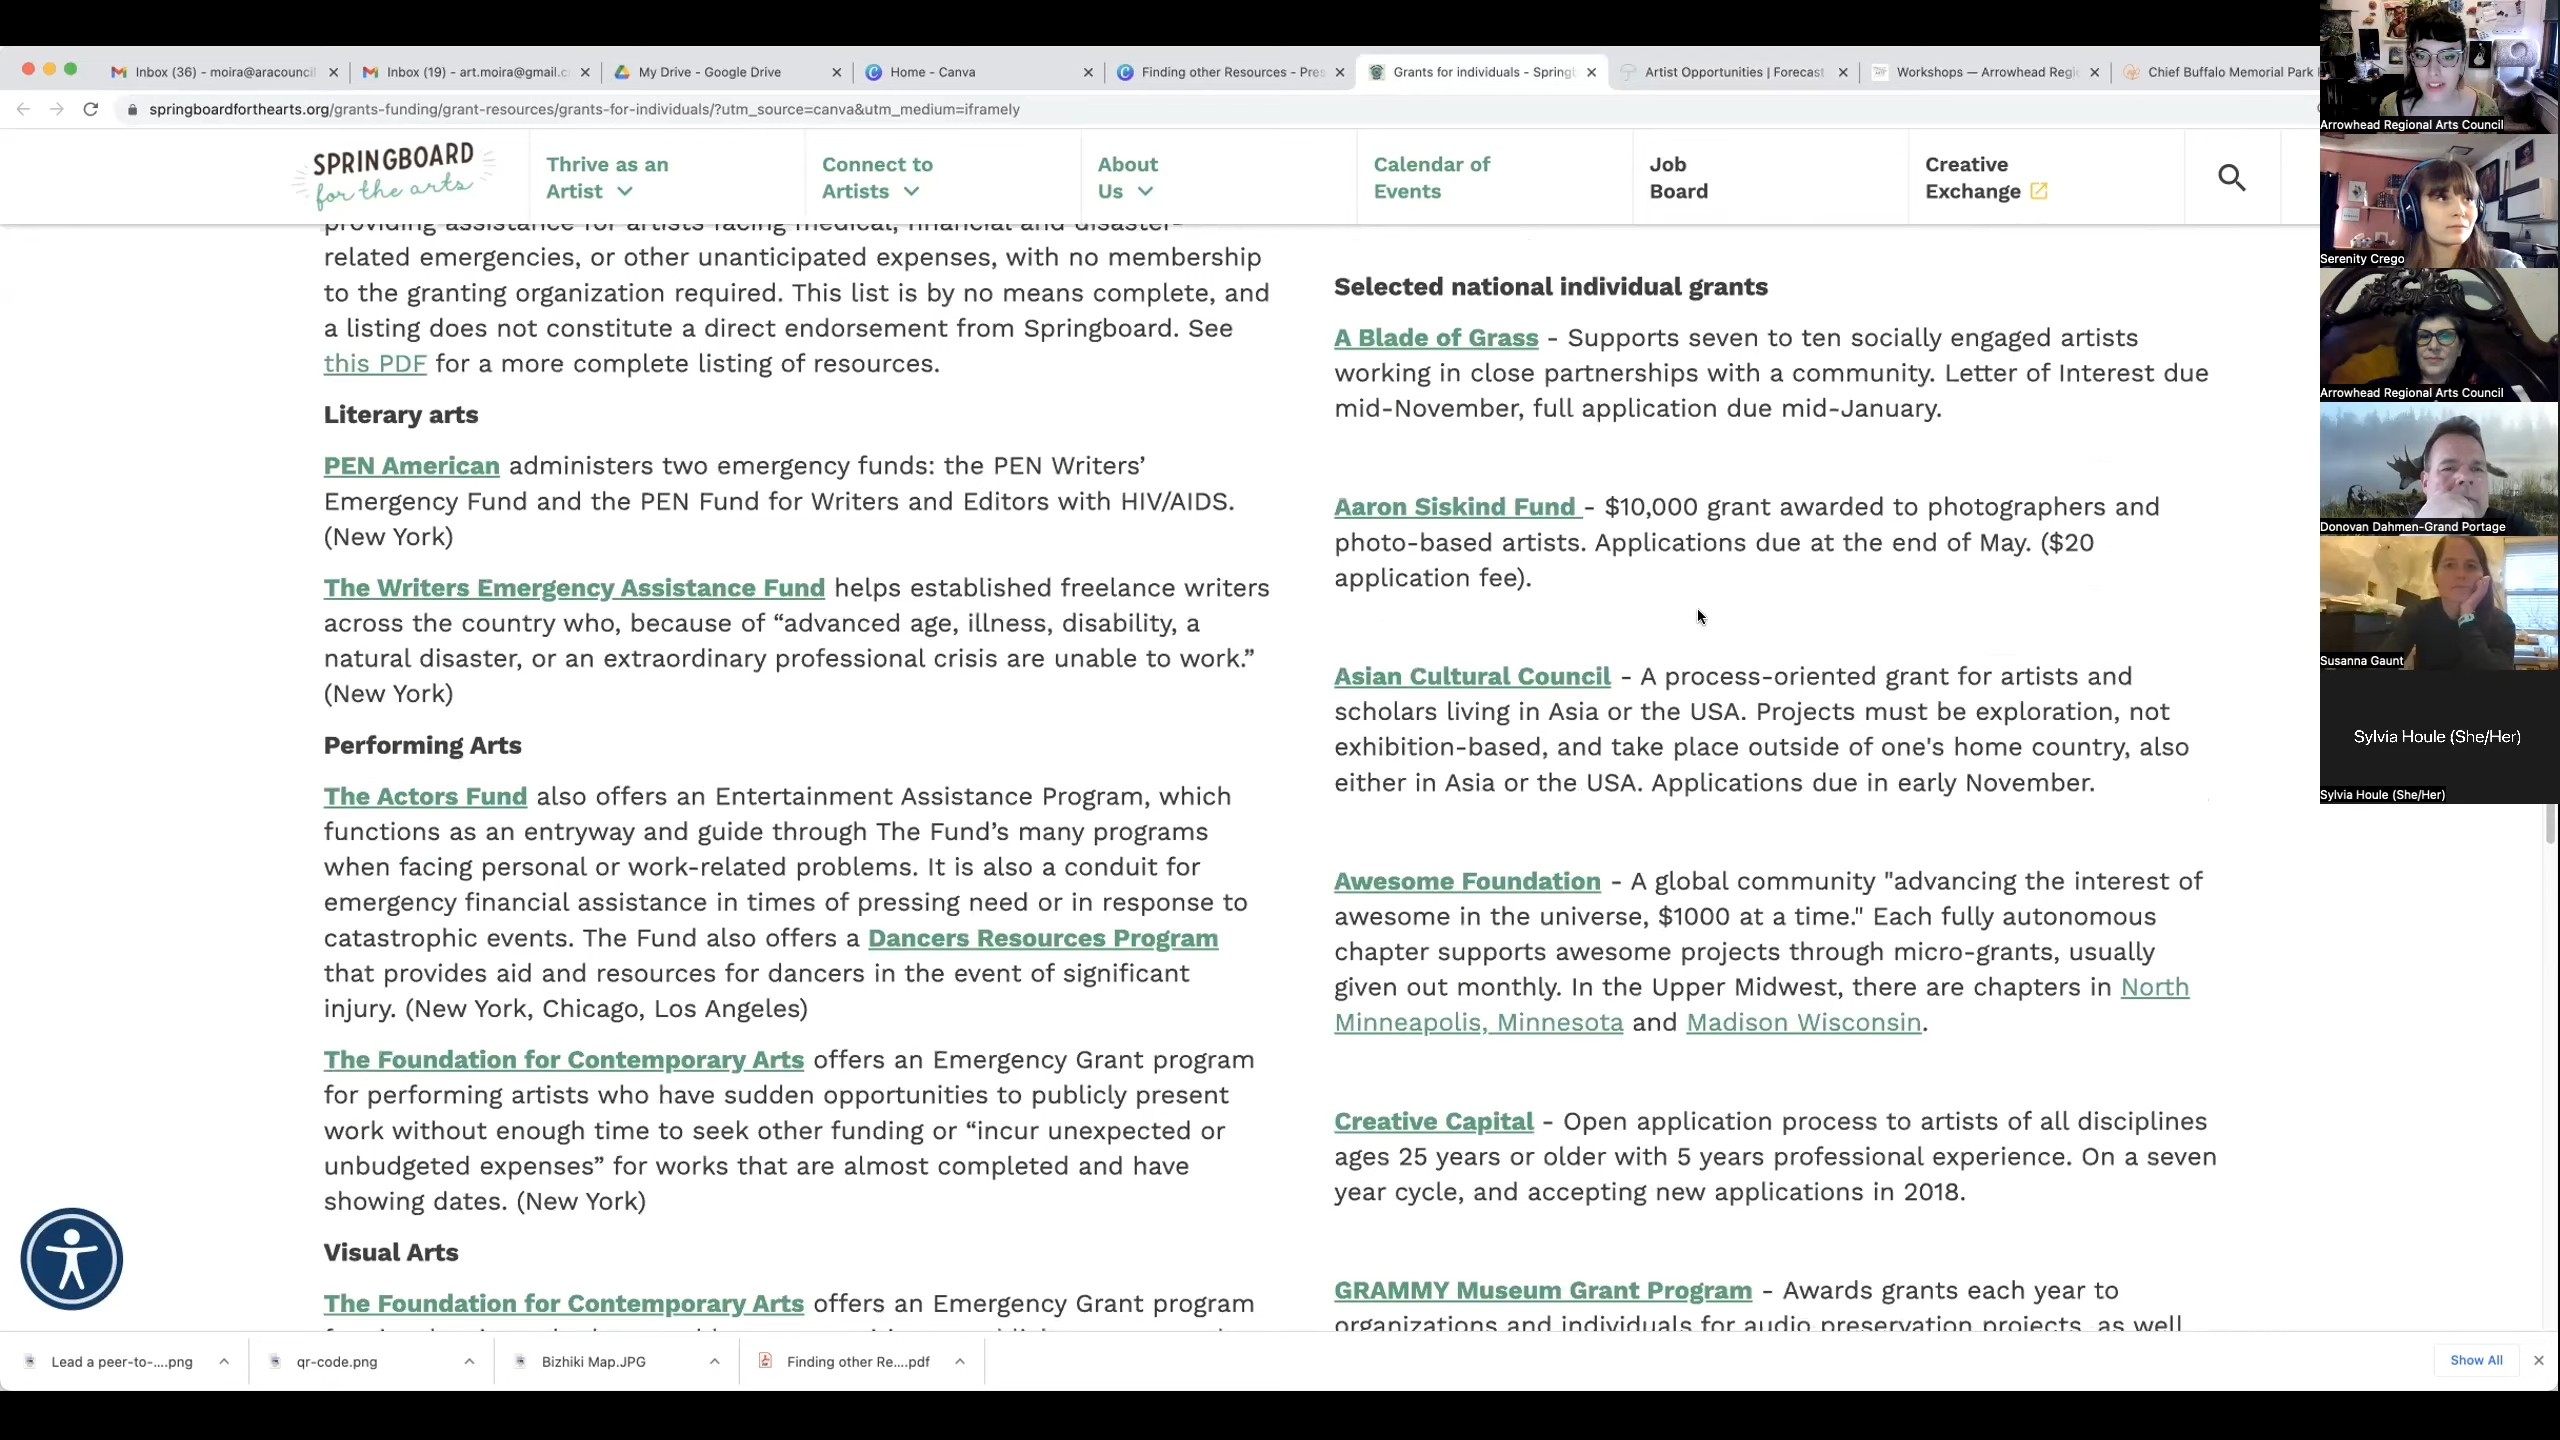 Inbox (36) - moira@aracouncil
Inbox (19) - art.moira@gmail.c
My Drive - Google Drive
Home - Canva
Finding other Resources - Pres
Grants for individuals - Springl
Artist Opportunities | Forecast
Workshops — Arrowhead Regi
Chief Buffalo Memorial Park
springboardforthearts.org/grants-funding/grant-resources/grants-for-individuals/?utm_source=canva&utm_medium=iframely
SPRINGBOARD
for the arts
Thrive as an
Artist
Connect to
Artists
About
Us
Calendar of
Events
Job
Board
Creative
Exchange
providing assistance for artists facing medical, financial and disaster-
related emergencies, or other unanticipated expenses, with no membership
to the granting organization required. This list is by no means complete, and
a listing does not constitute a direct endorsement from Springboard. See
this PDF for a more complete listing of resources.
Literary arts
PEN American administers two emergency funds: the PEN Writers’
Emergency Fund and the PEN Fund for Writers and Editors with HIV/AIDS.
(New York)
The Writers Emergency Assistance Fund helps established freelance writers
across the country who, because of “advanced age, illness, disability, a
natural disaster, or an extraordinary professional crisis are unable to work.”
(New York)
Performing Arts
The Actors Fund also offers an Entertainment Assistance Program, which
functions as an entryway and guide through The Fund’s many programs
when facing personal or work-related problems. It is also a conduit for
emergency financial assistance in times of pressing need or in response to
catastrophic events. The Fund also offers a Dancers Resources Program
that provides aid and resources for dancers in the event of significant
injury. (New York, Chicago, Los Angeles)
The Foundation for Contemporary Arts offers an Emergency Grant program
for performing artists who have sudden opportunities to publicly present
work without enough time to seek other funding or “incur unexpected or
unbudgeted expenses” for works that are almost completed and have
showing dates. (New York)
Visual Arts
The Foundation for Contemporary Arts offers an Emergency Grant program
Selected national individual grants
A Blade of Grass - Supports seven to ten socially engaged artists
working in close partnerships with a community. Letter of Interest due
mid-November, full application due mid-January.
Aaron Siskind Fund - $10,000 grant awarded to photographers and
photo-based artists. Applications due at the end of May. ($20
application fee).
Asian Cultural Council - A process-oriented grant for artists and
scholars living in Asia or the USA. Projects must be exploration, not
exhibition-based, and take place outside of one's home country, also
either in Asia or the USA. Applications due in early November.
Awesome Foundation - A global community "advancing the interest of
awesome in the universe, $1000 at a time." Each fully autonomous
chapter supports awesome projects through micro-grants, usually
given out monthly. In the Upper Midwest, there are chapters in North
Minneapolis, Minnesota and Madison Wisconsin.
Creative Capital - Open application process to artists of all disciplines
ages 25 years or older with 5 years professional experience. On a seven
year cycle, and accepting new applications in 2018.
GRAMMY Museum Grant Program - Awards grants each year to
organizations and individuals for audio preservation projects, as well
Arrowhead Regional Arts Council
Serenity Crego
Arrowhead Regional Arts Council
Donovan Dahmen-Grand Portage
Susanna Gaunt
Sylvia Houle (She/Her)
Sylvia Houle (She/Her)
Lead a peer-to-....png
qr-code.png
Bizhiki Map.JPG
Finding other Re....pdf
Show All